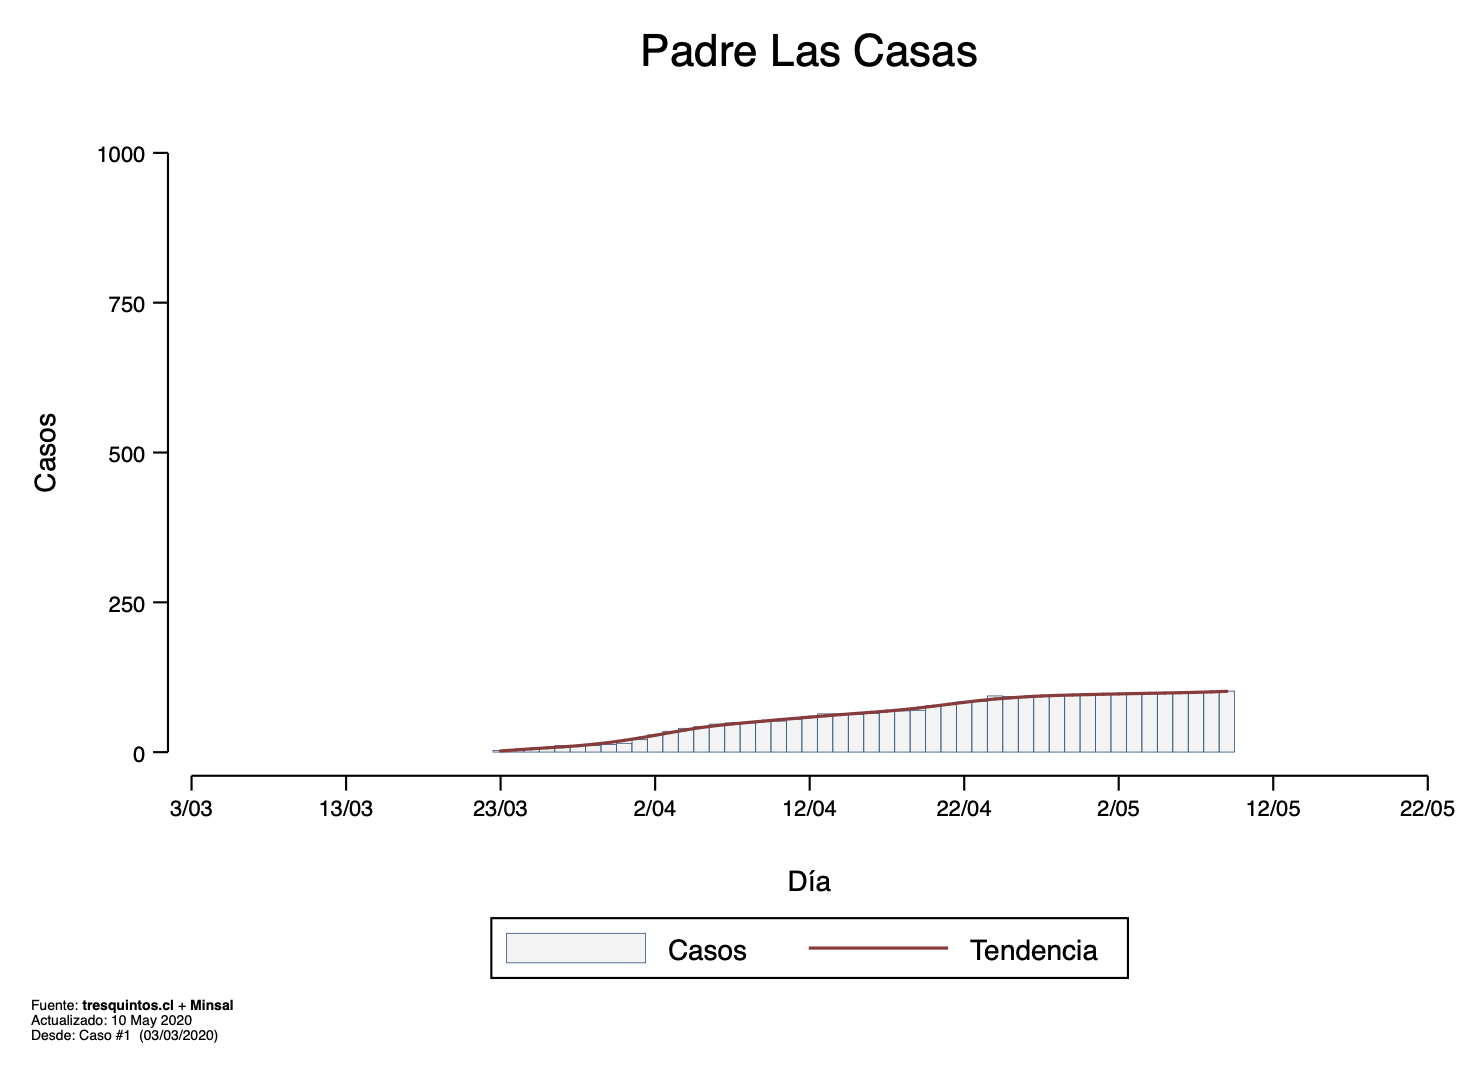 Padre Las Casas
1000
750
500
250
0
Casos
3/03 13/03 23/03 2/04 12/04 22/04 2/05 12/05 22/05
Día
Casos Tendencia
Fuente: tresquintos.cl + Minsal
Actualizado: 10 May 2020
Desde: Caso #1 (03/03/2020)